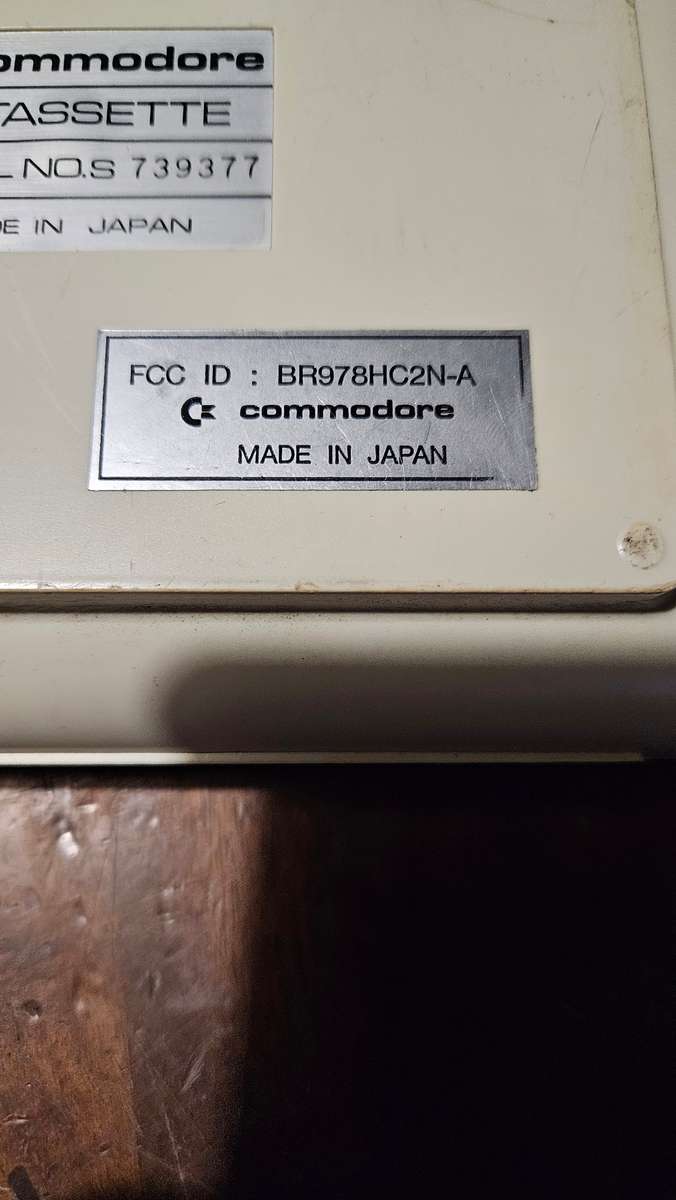 ommodore
TASSETTE
L NO.S 739377
DE IN JAPAN
FCC ID : BR978HC2N-A
commodore
MADE IN JAPAN